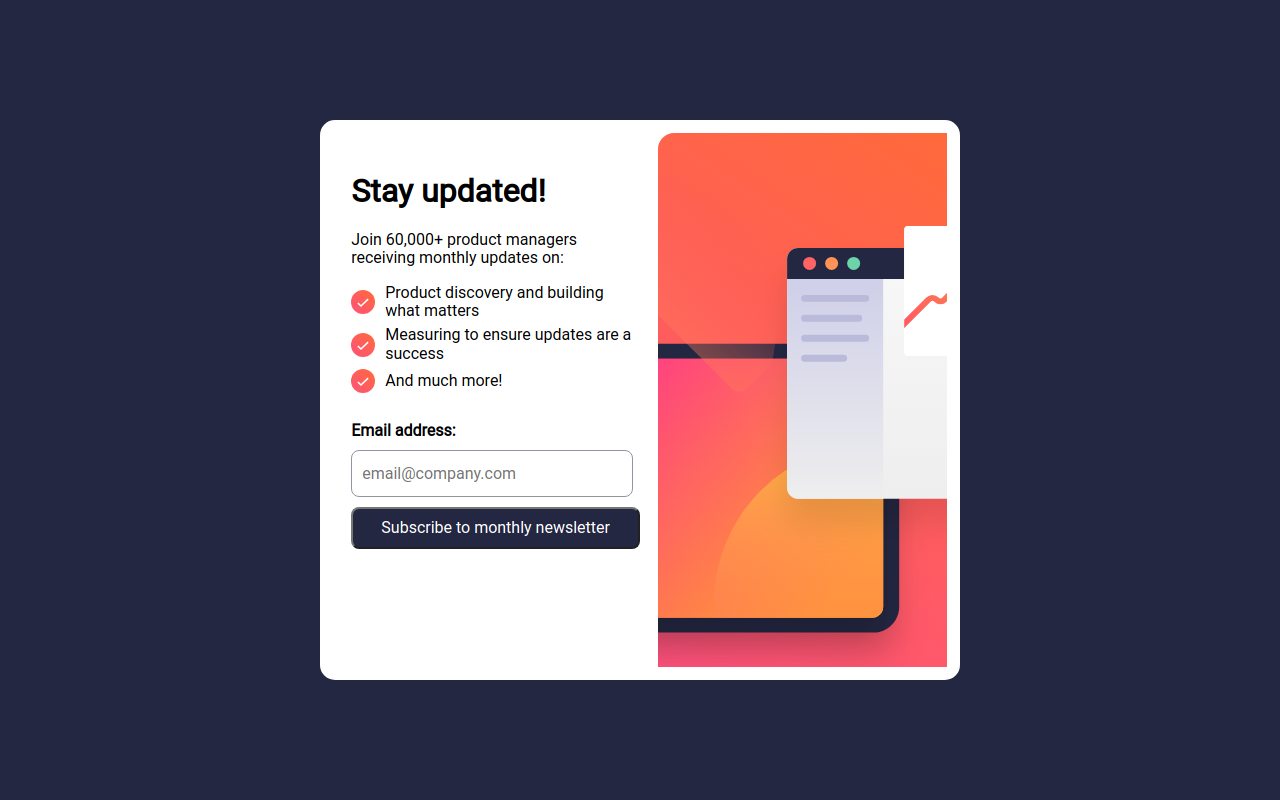 Stay updated!
Join 60,000+ product managers
receiving monthly updates on:
Product discovery and building
what matters
Measuring to ensure updates are a
success
And much more!
Email address:
email@company.com
Subscribe to monthly newsletter